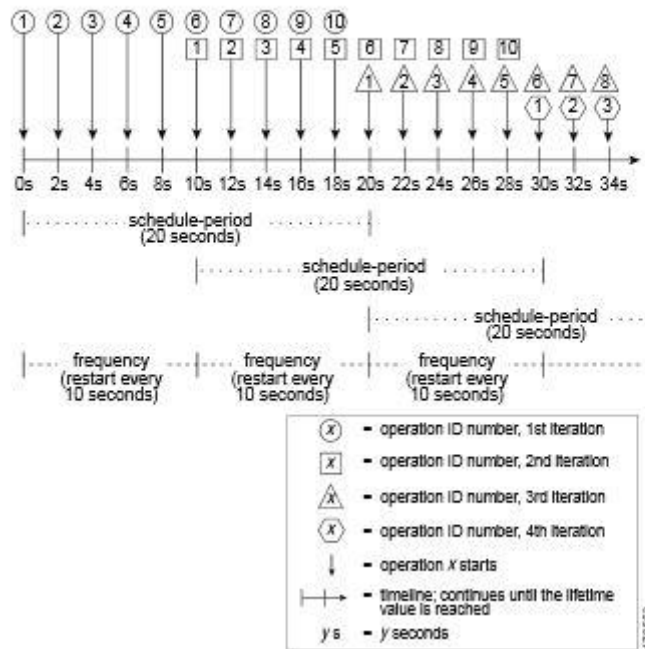 1 2 3 4 5 6 7 8 9 10
1 2 3 4 5 6 7 8 9 10
1 2 3 4 5 6 7 8
1 2 3
0s 2s 4s 6s 8s 10s 12s 14s 16s 18s 20s 22s 24s 26s 28s 30s 32s 34s
schedule-period
(20 seconds)
schedule-period
(20 seconds)
schedule-period
(20 seconds)
frequency
(restart every
10 seconds)
frequency
(restart every
10 seconds)
frequency
(restart every
10 seconds)
x = operation ID number, 1st iteration
x = operation ID number, 2nd iteration
x = operation ID number, 3rd iteration
x = operation ID number, 4th iteration
= operation x starts
= timeline; continues until the lifetime
value is reached
y s = y seconds